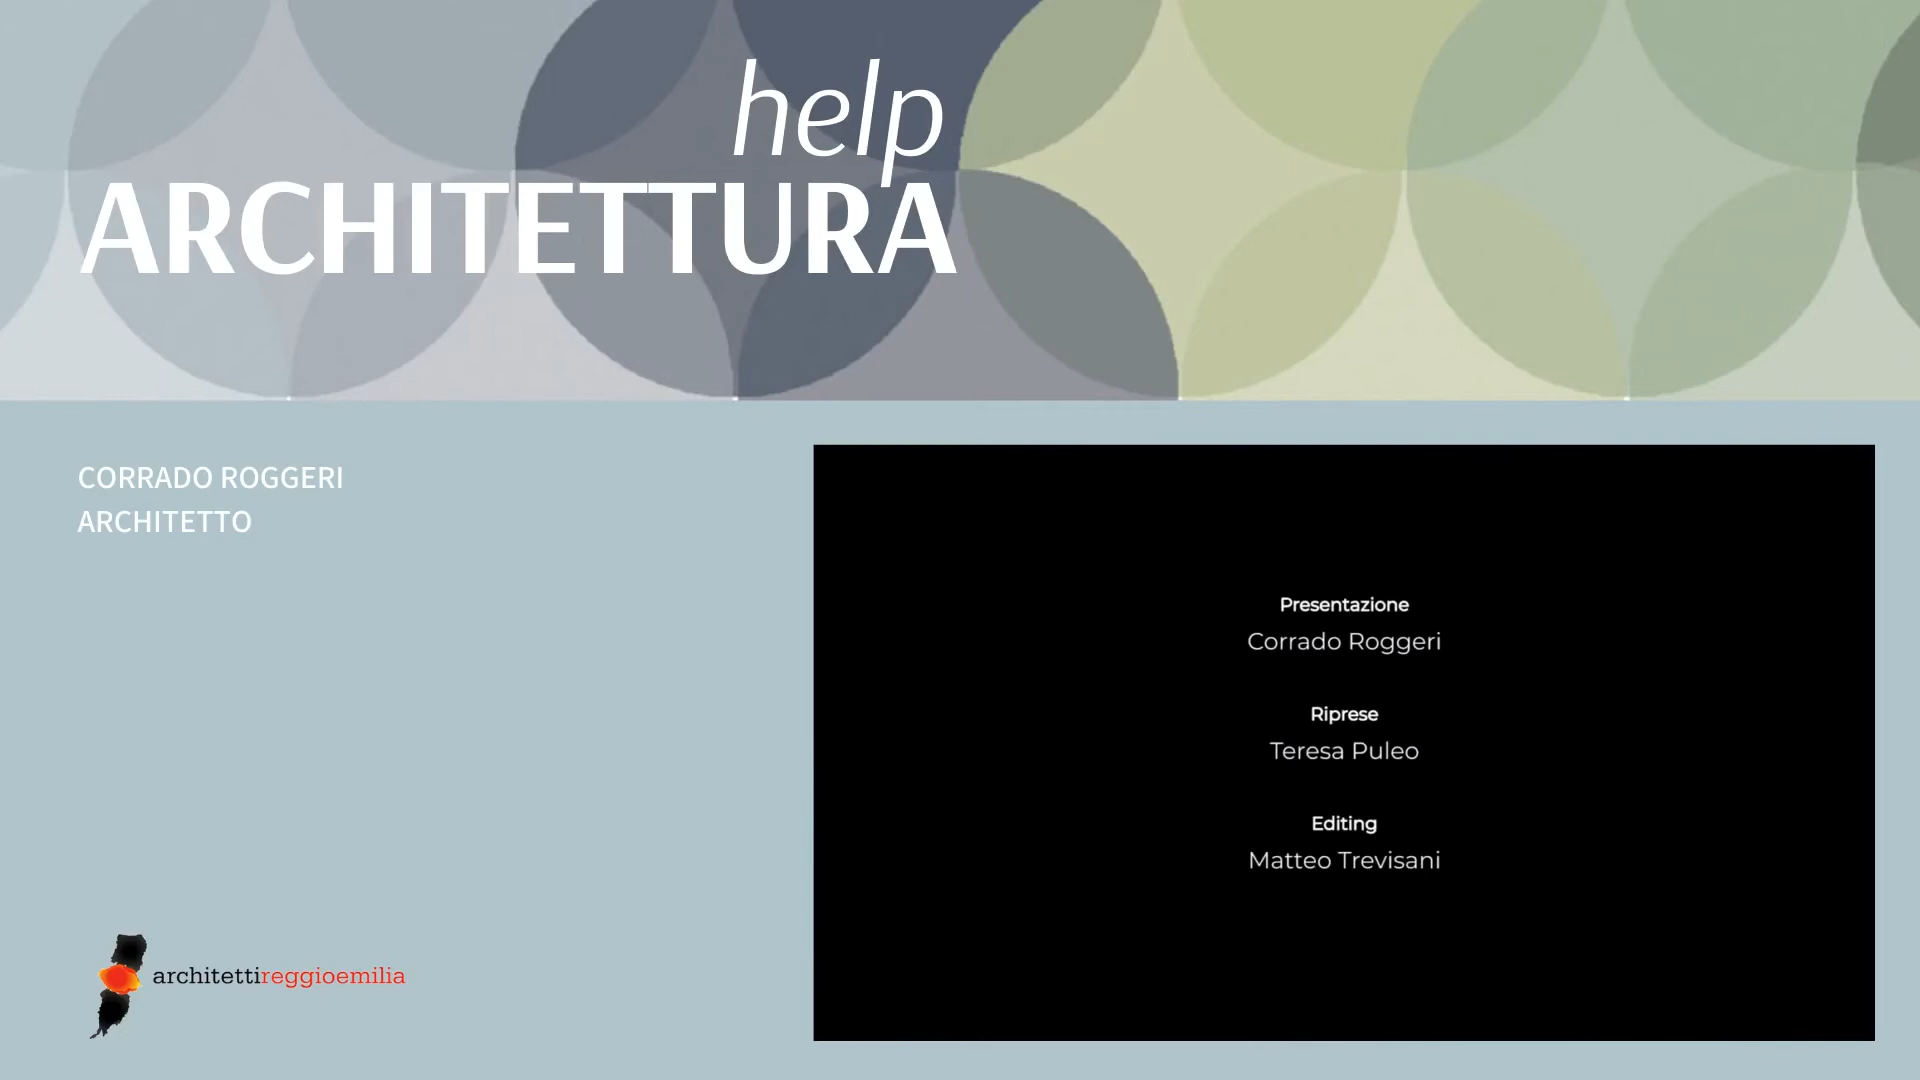 help
ARCHITETTURA
CORRADO ROGGERI
ARCHITETTO
Presentazione
Corrado Roggeri
Riprese
Teresa Puleo
Editing
Matteo Trevisani
architettireggioemilia